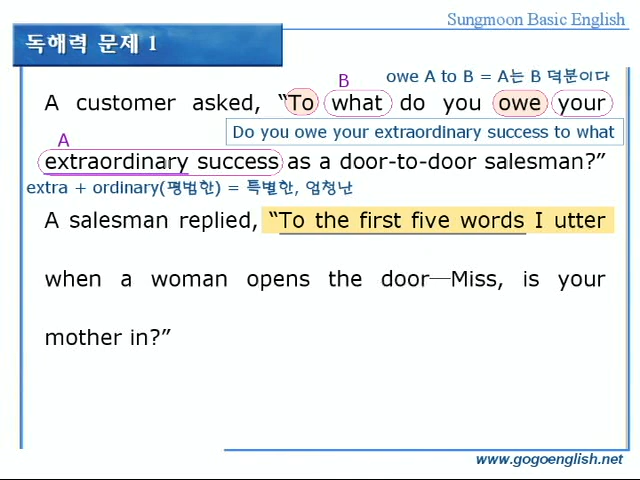 Sungmoon Basic English
독해력 문제 1
owe A to B = A는 B 덕분이다
B
A customer asked, “To what do you owe your
Do you owe your extraordinary success to what
A
extraordinary success as a door-to-door salesman?”
extra + ordinary(평범한) = 특별한, 엄청난
A salesman replied, “To the first five words I utter
when a woman opens the door─Miss, is your
mother in?”
www.gogoenglish.net